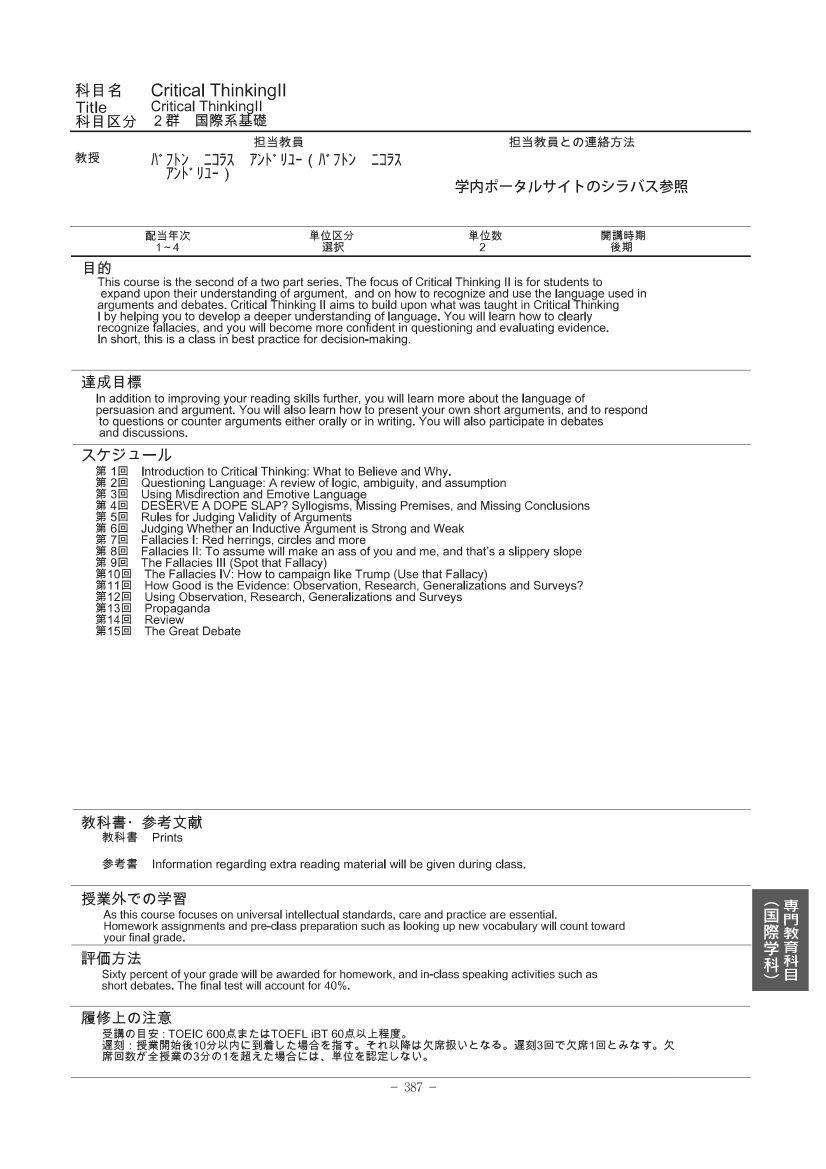 科目名 Critical ThinkingII
Title Critical ThinkingII
科目区分 2群 国際系基礎
担当教員 担当教員との連絡方法
教授 ﾊﾞﾌﾄﾝ ﾆｺﾗｽ ｱﾝﾄﾞﾘﾕｰ ( ﾊﾞﾌﾄﾝ ﾆｺﾗｽ
ｱﾝﾄﾞﾘﾕｰ )
学内ポータルサイトのシラバス参照
配当年次 単位区分 単位数 開講時期
1~4 選択 2 後期
目的
This course is the second of a two part series. The focus of Critical Thinking II is for students to
expand upon their understanding of argument, and on how to recognize and use the language used in
arguments and debates. Critical Thinking II aims to build upon what was taught in Critical Thinking
I by helping you to develop a deeper understanding of language. You will learn how to clearly
recognize fallacies, and you will become more confident in questioning and evaluating evidence.
In short, this is a class in best practice for decision-making.
達成目標
In addition to improving your reading skills further, you will learn more about the language of
persuasion and argument. You will also learn how to present your own short arguments, and to respond
to questions or counter arguments either orally or in writing. You will also participate in debates
and discussions.
スケジュール
第 1回 Introduction to Critical Thinking: What to Believe and Why.
第 2回 Questioning Language: A review of logic, ambiguity, and assumption
第 3回 Using Misdirection and Emotive Language
第 4回 DESERVE A DOPE SLAP? Syllogisms, Missing Premises, and Missing Conclusions
第 5回 Rules for Judging Validity of Arguments
第 6回 Judging Whether an Inductive Argument is Strong and Weak
第 7回 Fallacies I: Red herrings, circles and more
第 8回 Fallacies II: To assume will make an ass of you and me, and that's a slippery slope
第 9回 The Fallacies III (Spot that Fallacy)
第10回 The Fallacies IV: How to campaign like Trump (Use that Fallacy)
第11回 How Good is the Evidence: Observation, Research, Generalizations and Surveys?
第12回 Using Observation, Research, Generalizations and Surveys
第13回 Propaganda
第14回 Review
第15回 The Great Debate
教科書・参考文献
教科書 Prints
参考書 Information regarding extra reading material will be given during class.
授業外での学習
As this course focuses on universal intellectual standards, care and practice are essential.
Homework assignments and pre-class preparation such as looking up new vocabulary will count toward
your final grade.
評価方法
Sixty percent of your grade will be awarded for homework, and in-class speaking activities such as
short debates. The final test will account for 40%.
履修上の注意
受講の目安 : TOEIC 600点またはTOEFL iBT 60点以上程度。
遅刻 : 授業開始後10分以内に到着した場合を指す。それ以降は欠席扱いとなる。遅刻3回で欠席1回とみなす。欠
席回数が全授業の3分の1を超えた場合には、単位を認定しない。
専門教育科目
（国際学科）
− 387 −